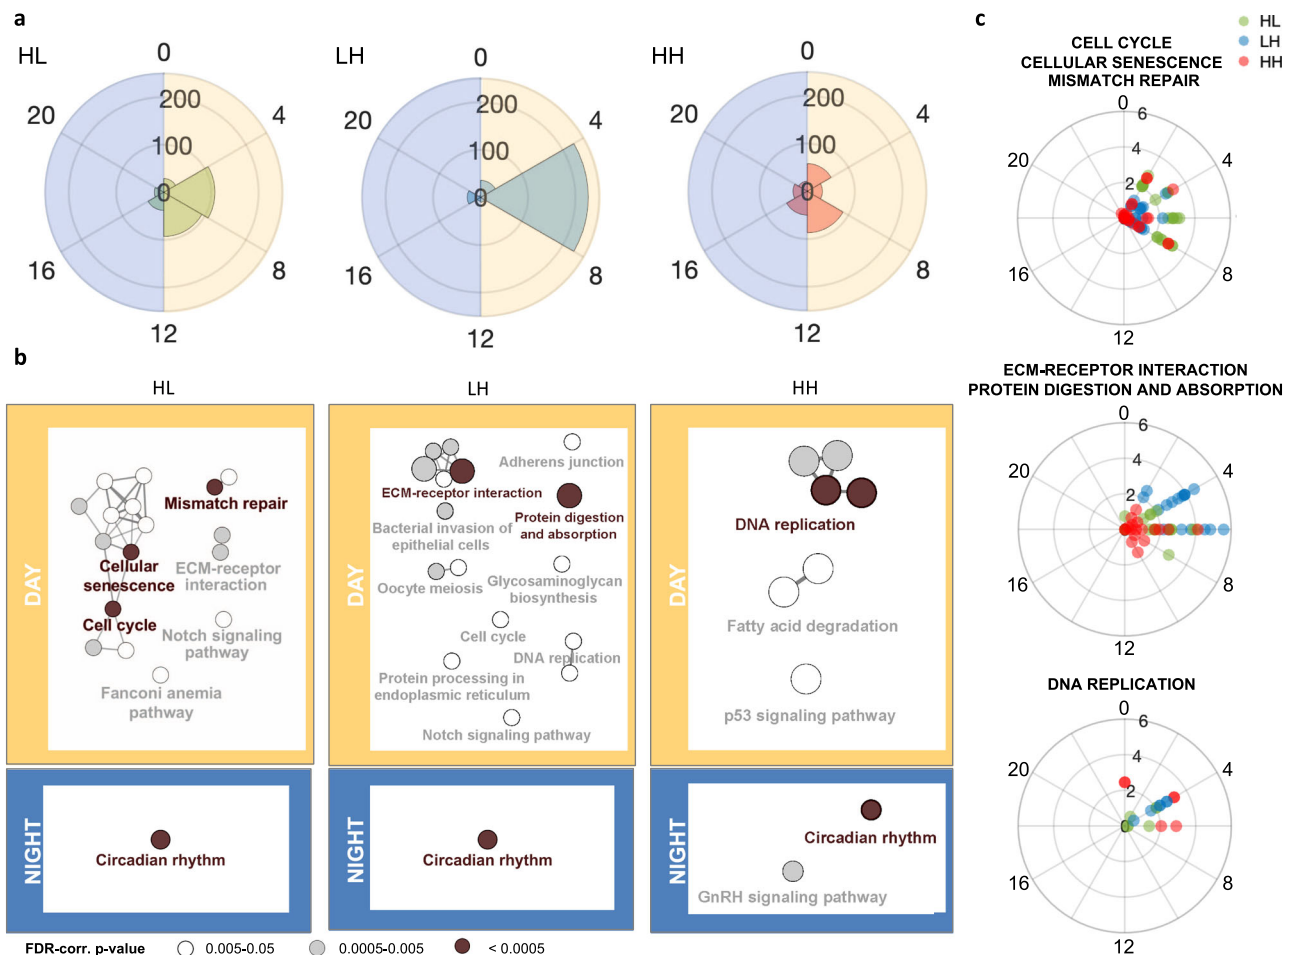 a
HL
0
4
8
12
16
20
200
100
0
LH
0
4
8
12
16
20
200
100
0
HH
0
4
8
12
16
20
200
100
0
b
HL
DAY
Mismatch repair
Cellular
senescence
ECM-receptor
interaction
Cell cycle
Notch signaling
pathway
Fanconi anemia
pathway
NIGHT
Circadian rhythm
LH
DAY
Adherens junction
ECM-receptor interaction
Protein digestion
and absorption
Bacterial invasion of
epithelial cells
Oocyte meiosis
Glycosaminoglycan
biosynthesis
Cell cycle
DNA replication
Protein processing in
endoplasmic reticulum
Notch signaling pathway
NIGHT
Circadian rhythm
HH
DAY
DNA replication
Fatty acid degradation
p53 signaling pathway
NIGHT
Circadian rhythm
GnRH signaling pathway
FDR-corr. p-value
0.005-0.05
0.0005-0.005
< 0.0005
c
HL
LH
HH
CELL CYCLE
CELLULAR SENESCENCE
MISMATCH REPAIR
0
4
8
12
16
20
6
4
2
ECM-RECEPTOR INTERACTION
PROTEIN DIGESTION AND ABSORPTION
0
4
8
12
16
20
6
4
2
DNA REPLICATION
0
4
8
12
16
20
6
4
2
0